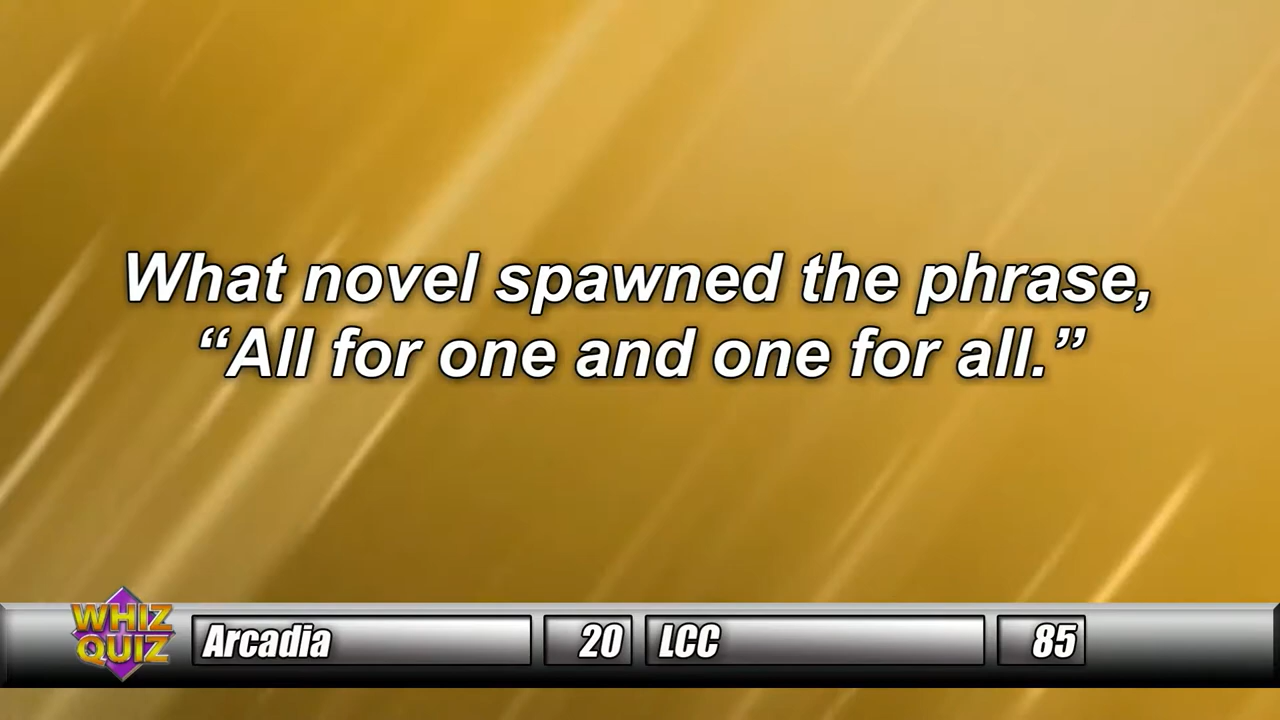 What novel spawned the phrase,
“All for one and one for all.”
WHIZ
QUIZ
Arcadia 20 LCC 85